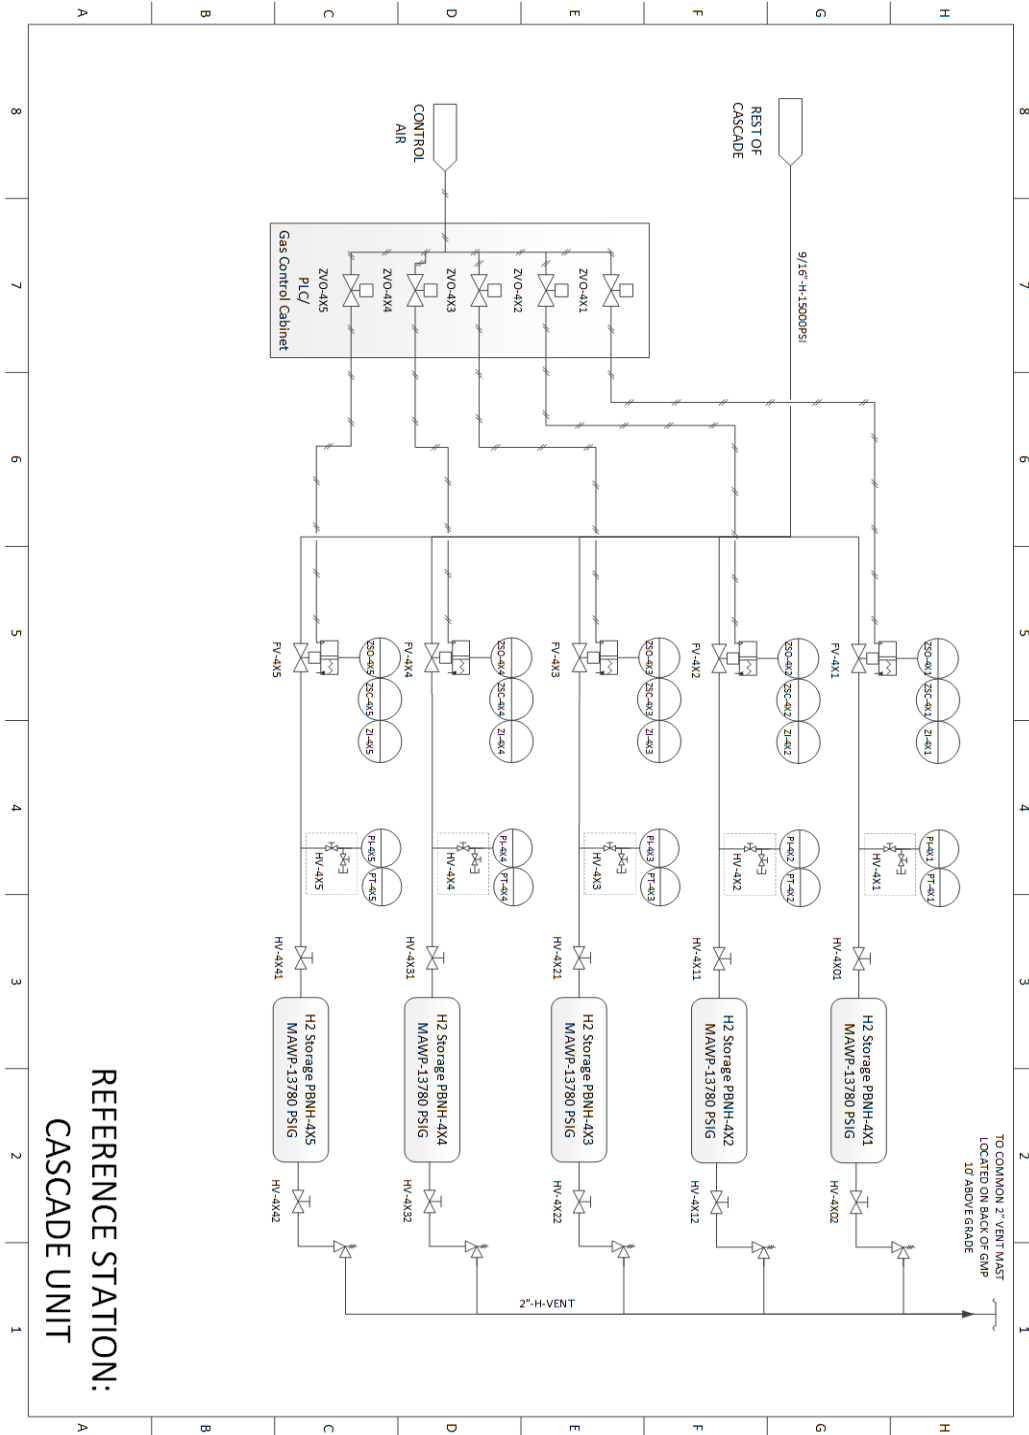 H
G
F
E
D
C
B
A
8
7
6
5
4
3
2
1
REST OF
CASCADE
9/16"-H-15000PSI
CONTROL
AIR
ZVO-4X1
ZVO-4X2
ZVO-4X3
ZVO-4X4
ZVO-4X5
PLC/
Gas Control Cabinet
ZSO-4X1
ZSC-4X1
ZI-4X1
FV-4X1
PI-4X1
PT-4X1
HV-4X1
HV-4X01
H2 Storage PBNH-4X1
MAWP-13780 PSIG
HV-4X02
ZSO-4X2
ZSC-4X2
ZI-4X2
FV-4X2
PI-4X2
PT-4X2
HV-4X2
HV-4X11
H2 Storage PBNH-4X2
MAWP-13780 PSIG
HV-4X12
ZSO-4X3
ZSC-4X3
ZI-4X3
FV-4X3
PI-4X3
PT-4X3
HV-4X3
HV-4X21
H2 Storage PBNH-4X3
MAWP-13780 PSIG
HV-4X22
ZSO-4X4
ZSC-4X4
ZI-4X4
FV-4X4
PI-4X4
PT-4X4
HV-4X4
HV-4X31
H2 Storage PBNH-4X4
MAWP-13780 PSIG
HV-4X32
ZSO-4X5
ZSC-4X5
ZI-4X5
FV-4X5
PI-4X5
PT-4X5
HV-4X5
HV-4X41
H2 Storage PBNH-4X5
MAWP-13780 PSIG
HV-4X42
TO COMMON 2" VENT MAST
LOCATED ON BACK OF GMP
10' ABOVE GRADE
2"-H-VENT
REFERENCE STATION:
CASCADE UNIT
8
7
6
5
4
3
2
1
H
G
F
E
D
C
B
A